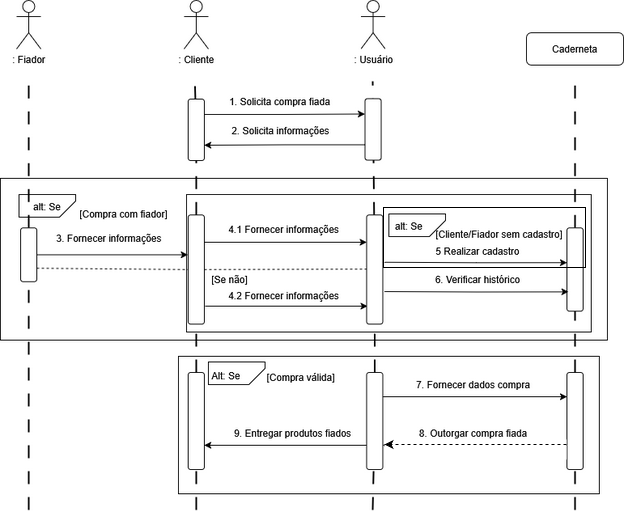 : Fiador
: Cliente
: Usuário
Caderneta
1. Solicita compra fiada
2. Solicita informações
alt: Se
[Compra com fiador]
alt: Se
[Cliente/Fiador sem cadastro]
3. Fornecer informações
4.1 Fornecer informações
5 Realizar cadastro
[Se não]
4.2 Fornecer informações
6. Verificar histórico
Alt: Se
[Compra válida]
7. Fornecer dados compra
9. Entregar produtos fiados
8. Outorgar compra fiada